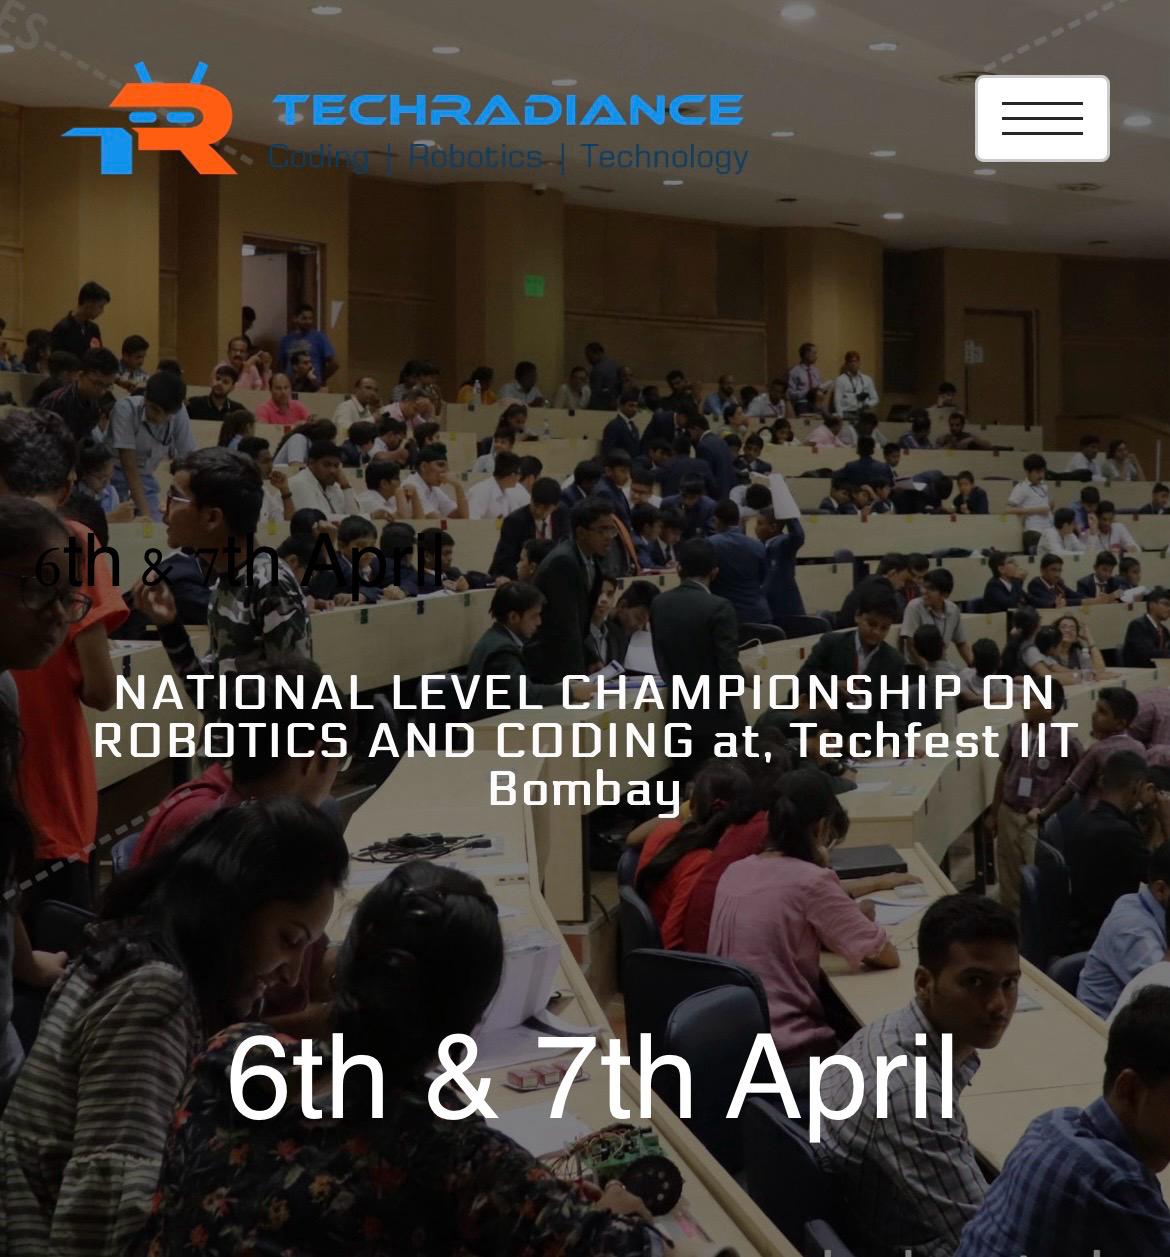 TECHRADIANCE
Coding | Robotics | Technology
6th & 7th April
NATIONAL LEVEL CHAMPIONSHIP ON
ROBOTICS AND CODING at, Techfest IIT
Bombay
6th & 7th April